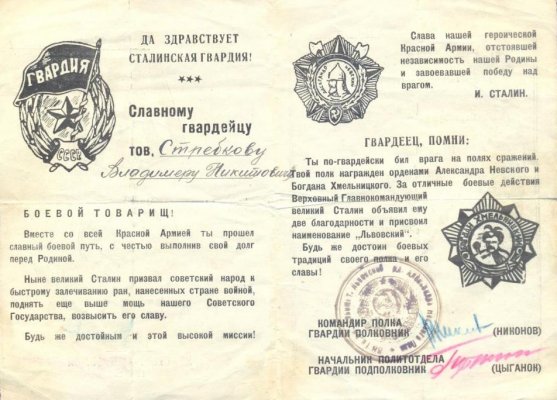 ГВАРДИЯ
СССР
ДА ЗДРАВСТВУЕТ
СТАЛИНСКАЯ ГВАРДИЯ!
***
Славному
гвардейцу
тов. Стребкову
Владимеру Никитовичу
БОЕВОЙ ТОВАРИЩ!
Вместе со всей Красной Армией ты прошел
славный боевой путь, с честью выполнив свой долг
перед Родиной.
Ныне великий Сталин призвал советский народ к
быстрому залечиванию ран, нанесенных стране войной,
поднять еще выше мощь нашего Советского
Государства, возвысить его славу.
Будь же достойным и этой высокой миссии!
Слава нашей героической
Красной Армии, отстоявшей
независимость нашей Родины
и завоевавшей победу над
врагом.
И. СТАЛИН.
ГВАРДЕЕЦ, ПОМНИ:
Ты по-гвардейски бил врага на полях сражений.
Твой полк награжден орденами Александра Невского и
Богдана Хмельницкого. За отличные боевые действия
Верховный Главнокомандующий
великий Сталин объявил ему
две благодарности и присвоил
наименование „Львовский".
Будь же достоин боевых
традиций своего полка и его
славы!
КОМАНДИР ПОЛКА
ГВАРДИИ ПОЛКОВНИК (НИКОНОВ)
НАЧАЛЬНИК ПОЛИТОТДЕЛА
ГВАРДИИ ПОДПОЛКОВНИК (ЦЫГАНОК)